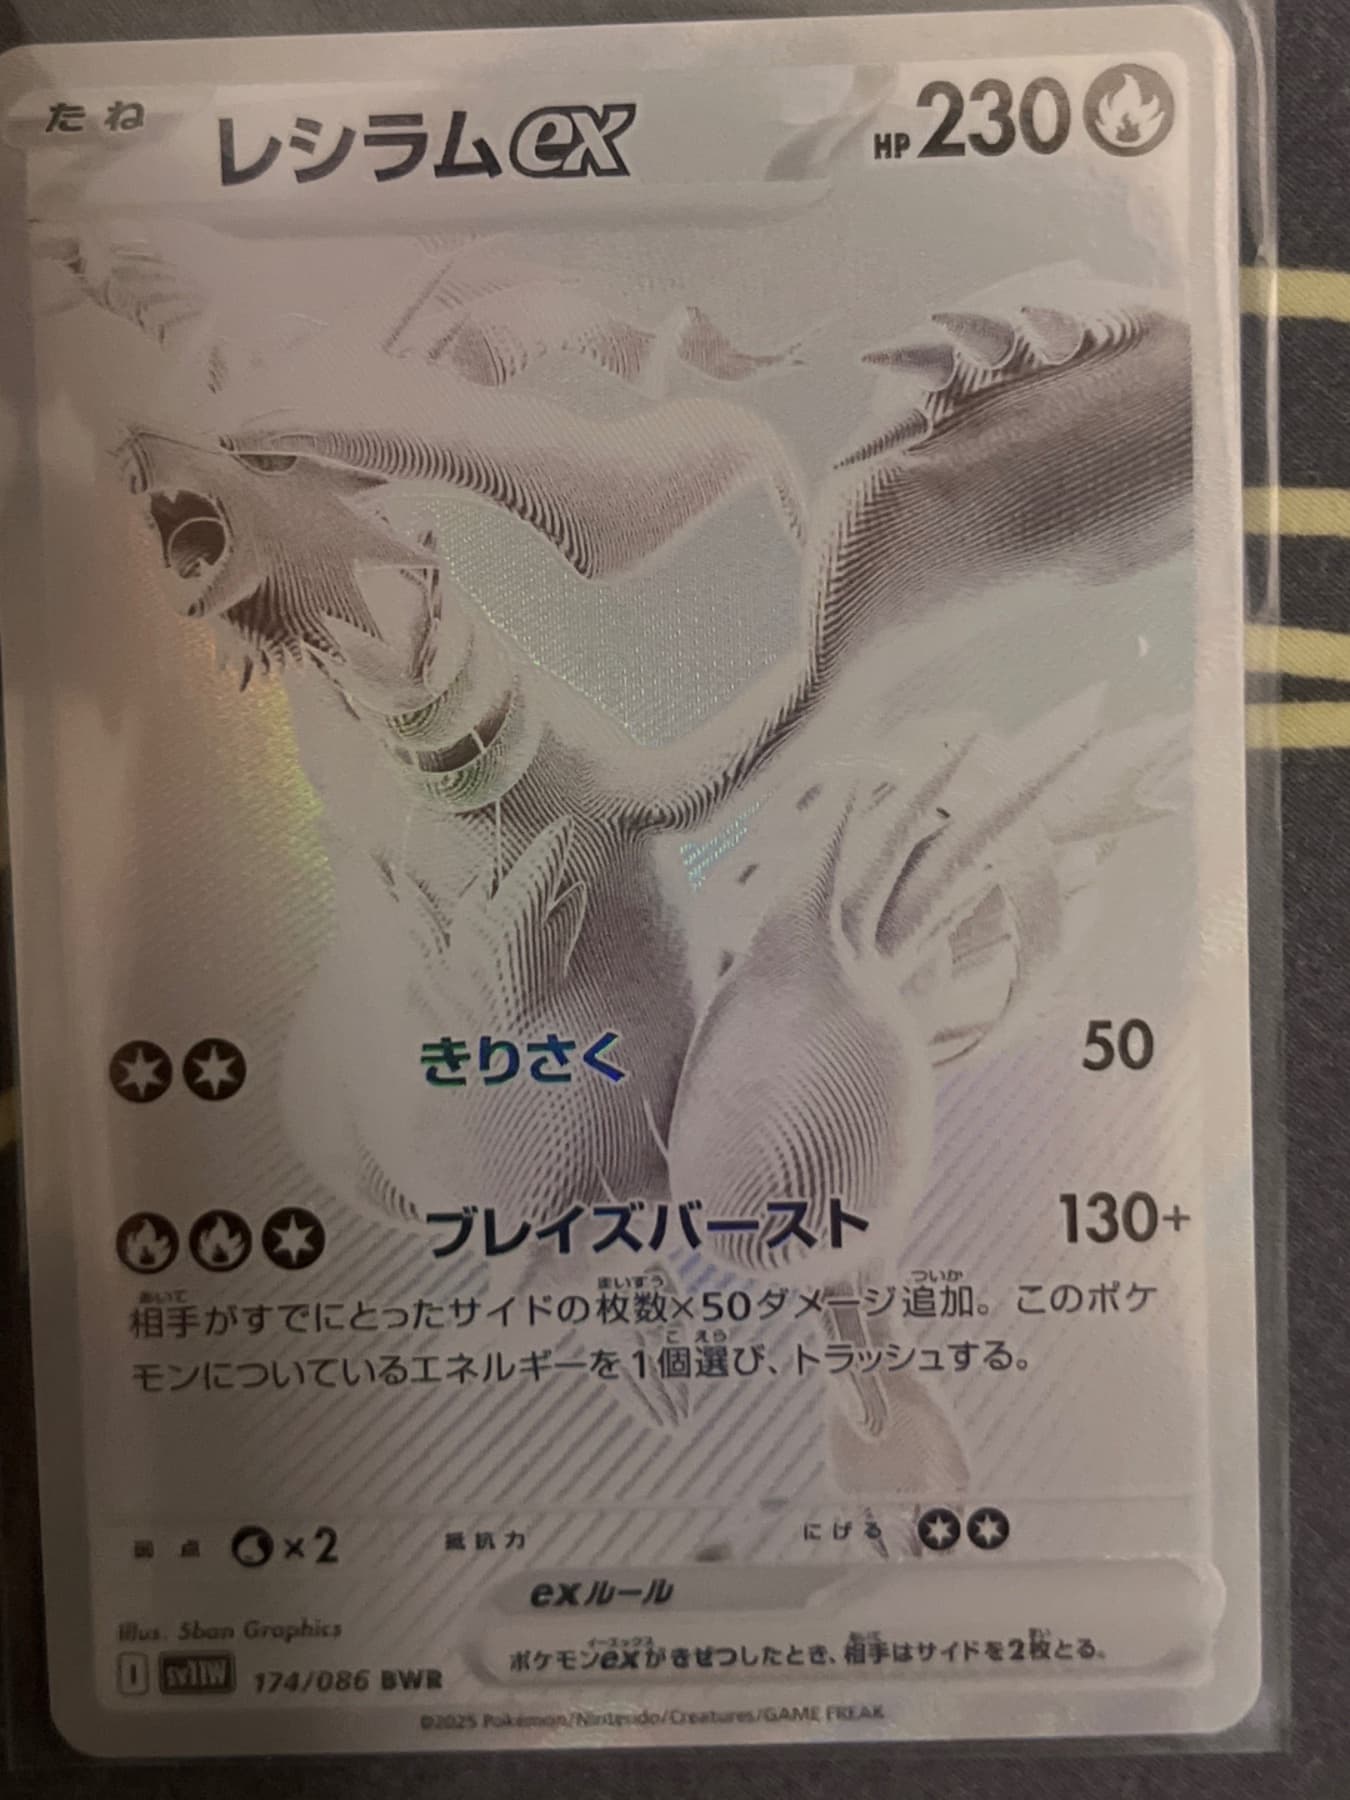 たね レシラムex HP230
きりさく 50
ブレイズバースト 130+
相手がすでにとったサイドの枚数×50ダメージ追加。このポケ
モンについているエネルギーを1個選び、トラッシュする。
弱点 ×2 抵抗力 にげる
exルール
ポケモンexがきぜつしたとき、相手はサイドを2枚とる。
Illus. 5ban Graphics
I sv11W 174/086 BWR
©2025 Pokémon/Nintendo/Creatures/GAME FREAK